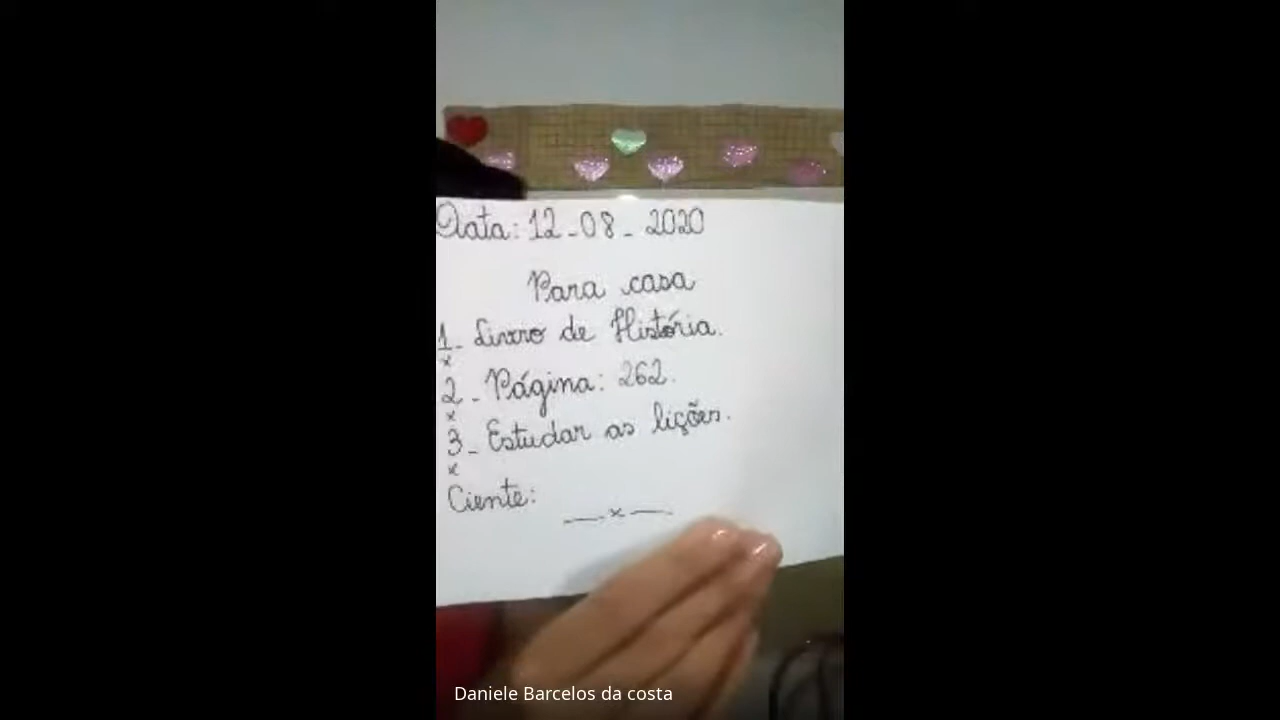 Data: 12-08-2020
Para casa
1- Livro de História.
x
2- Página: 262.
x
3- Estudar as lições.
x
Ciente:
—x—
Daniele Barcelos da costa